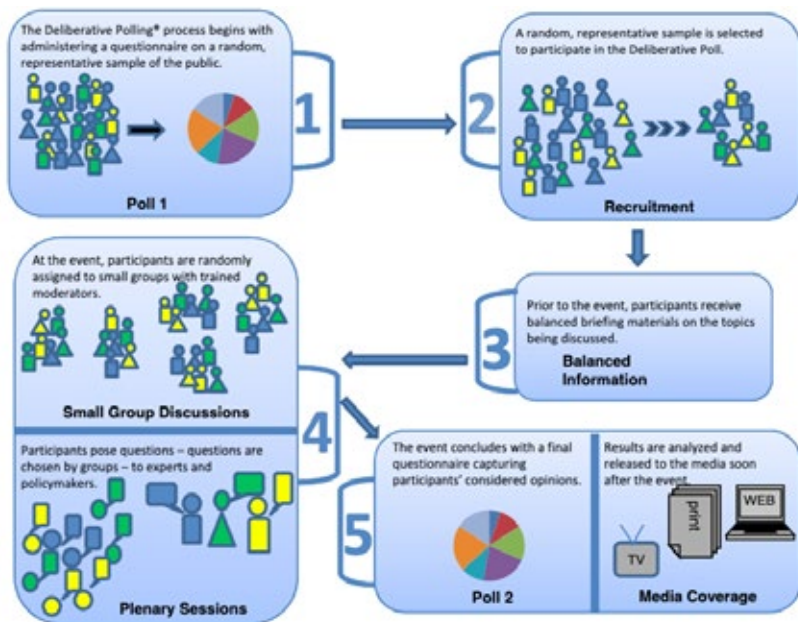 The Deliberative Polling® process begins with
administering a questionnaire on a random,
representative sample of the public.
1
Poll 1
2
A random, representative sample is selected
to participate in the Deliberative Poll.
Recruitment
3
Prior to the event, participants receive
balanced briefing materials on the topics
being discussed.
Balanced
Information
At the event, participants are randomly
assigned to small groups with trained
moderators.
Small Group Discussions
4
Participants pose questions – questions are
chosen by groups – to experts and
policymakers.
Plenary Sessions
5
The event concludes with a final
questionnaire capturing
participants' considered opinions.
Poll 2
Results are analyzed and
released to the media soon
after the event.
TV
print
WEB
Media Coverage